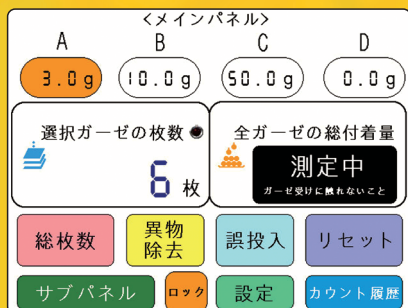 <メインパネル>
A B C D
3.0g 10.0g 50.0g 0.0g
選択ガーゼの枚数
6枚
全ガーゼの総付着量
測定中
ガーゼ受けに触れないこと
総枚数
異物
除去
誤投入
リセット
サブパネル
ロック
設定
カウント履歴